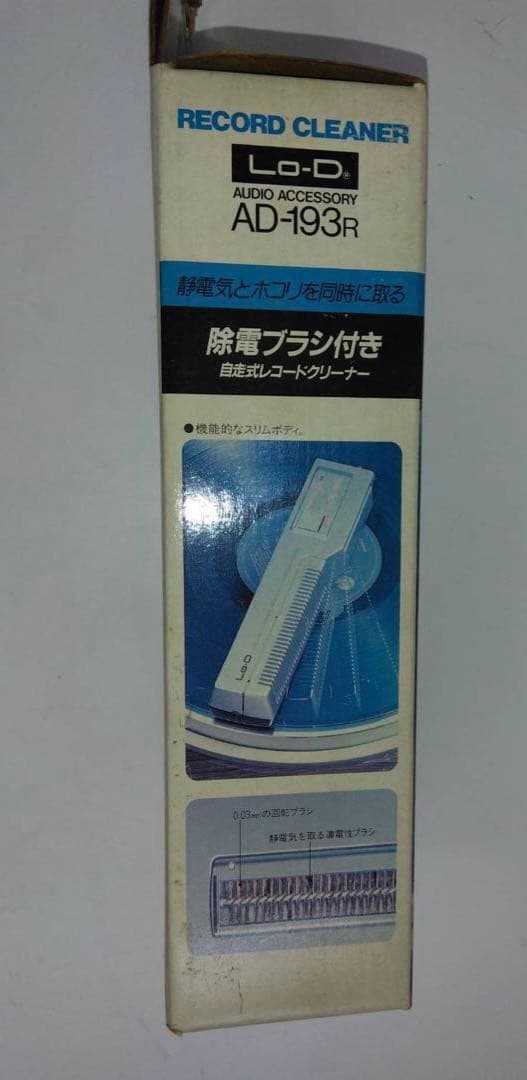 RECORD CLEANER
Lo-D®
AUDIO ACCESSORY
AD-193R
静電気とホコリを同時に取る
除電ブラシ付き
自走式レコードクリーナー
●機能的なスリムボディ。
Lo-D
0.03mmの回転ブラシ
静電気を取る導電性ブラシ